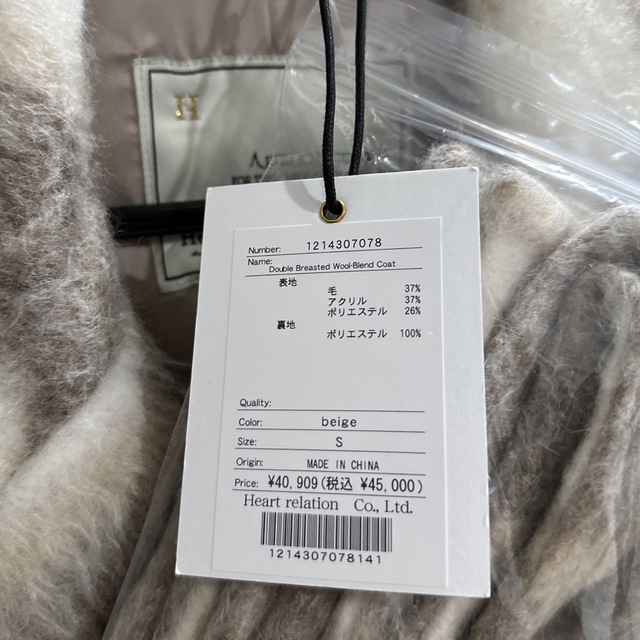 H
Number: 1214307078
Name: Double Breasted Wool-Blend Coat
表地
毛 37%
アクリル 37%
ポリエステル 26%
裏地 ポリエステル 100%
Quality:
Color: beige
Size: S
Origin: MADE IN CHINA
Price: ¥40,909(税込 ¥45,000)
Heart relation Co., Ltd.
1214307078141